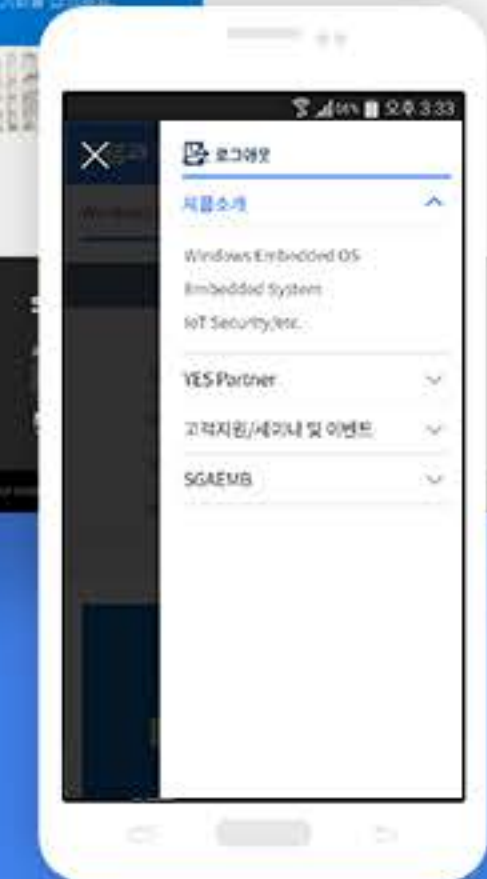 오후 3:33
로그아웃
제품소개
Windows Embedded OS
Embedded System
IoT Security/etc.
YES Partner
고객지원/세미나 및 이벤트
SGAEMB